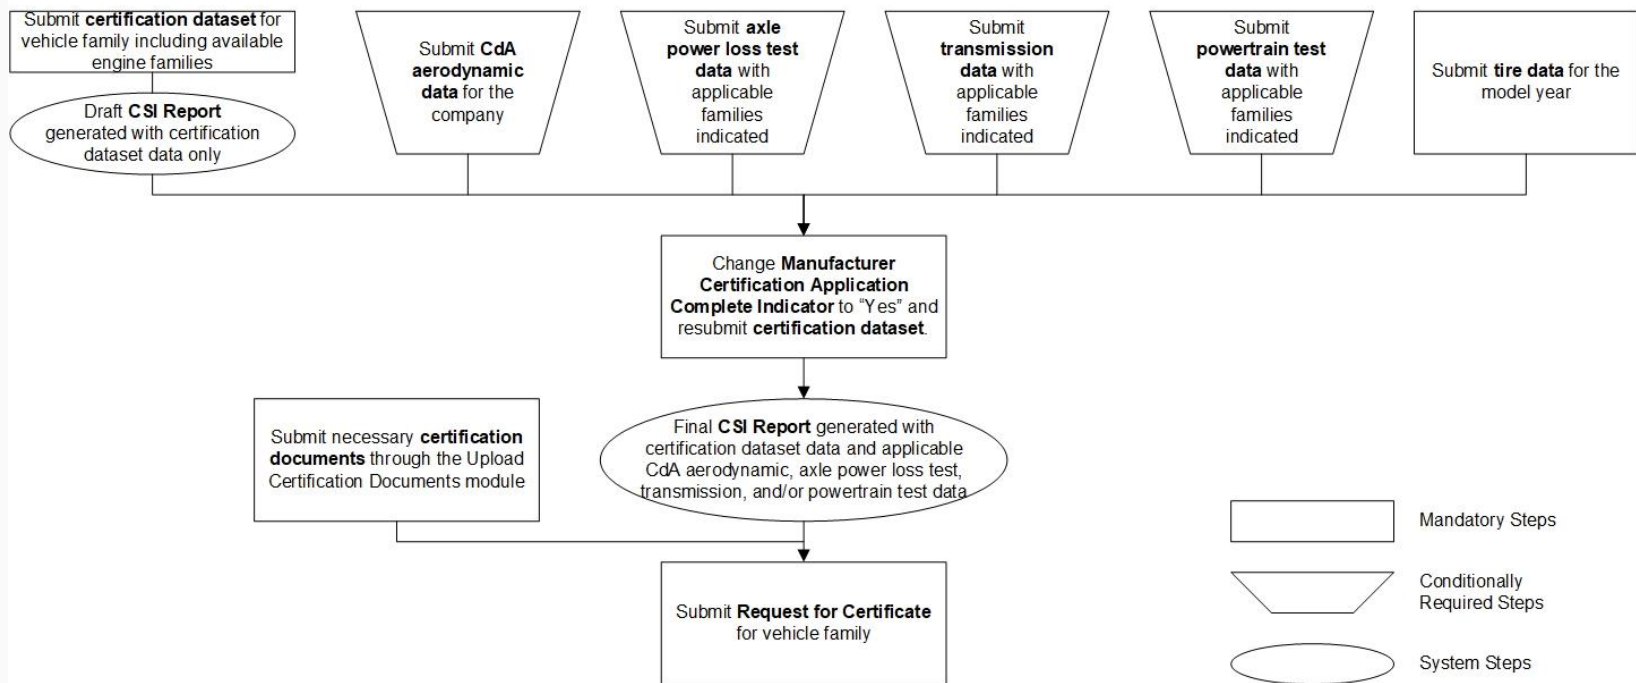 Submit certification dataset for
vehicle family including available
engine families
Draft CSI Report
generated with certification
dataset data only
Submit CdA
aerodynamic
data for the
company
Submit axle
power loss test
data with
applicable
families
indicated
Submit
transmission
data with
applicable
families
indicated
Submit
powertrain test
data with
applicable
families
indicated
Submit tire data for the
model year
Change Manufacturer
Certification Application
Complete Indicator to “Yes” and
resubmit certification dataset.
Submit necessary certification
documents through the Upload
Certification Documents module
Final CSI Report generated with
certification dataset data and applicable
CdA aerodynamic, axle power loss test,
transmission, and/or powertrain test data
Submit Request for Certificate
for vehicle family
Mandatory Steps
Conditionally
Required Steps
System Steps